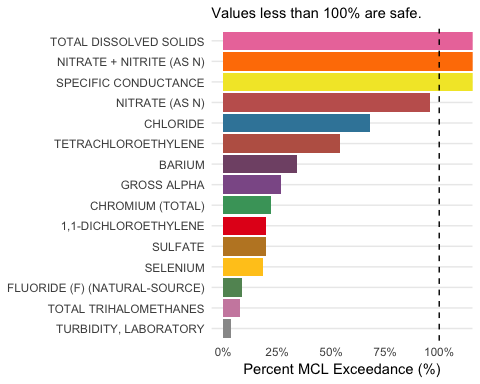 Values less than 100% are safe.
TOTAL DISSOLVED SOLIDS
NITRATE + NITRITE (AS N)
SPECIFIC CONDUCTANCE
NITRATE (AS N)
CHLORIDE
TETRACHLOROETHYLENE
BARIUM
GROSS ALPHA
CHROMIUM (TOTAL)
1,1-DICHLOROETHYLENE
SULFATE
SELENIUM
FLUORIDE (F) (NATURAL-SOURCE)
TOTAL TRIHALOMETHANES
TURBIDITY, LABORATORY
0% 25% 50% 75% 100%
Percent MCL Exceedance (%)